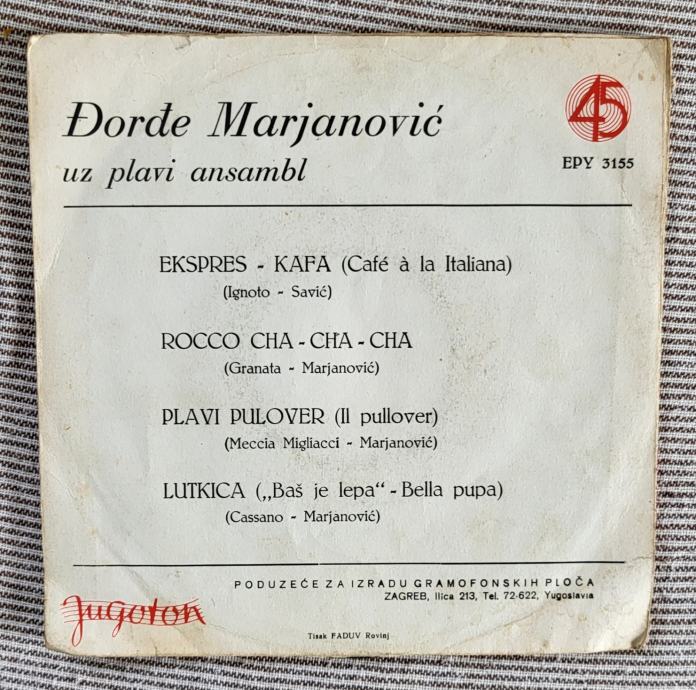 Đorđe Marjanović
uz plavi ansambl
45
EPY 3155
EKSPRES - KAFA (Café à la Italiana)
(Ignoto - Savić)
ROCCO CHA - CHA - CHA
(Granata - Marjanović)
PLAVI PULOVER (Il pullover)
(Meccia Migliacci - Marjanović)
LUTKICA („Baš je lepa“ - Bella pupa)
(Cassano - Marjanović)
PODUZEĆE ZA IZRADU GRAMOFONSKIH PLOČA
ZAGREB, Ilica 213, Tel. 72-622, Yugoslavia
Jugoton
Tisak FADUV Rovinj